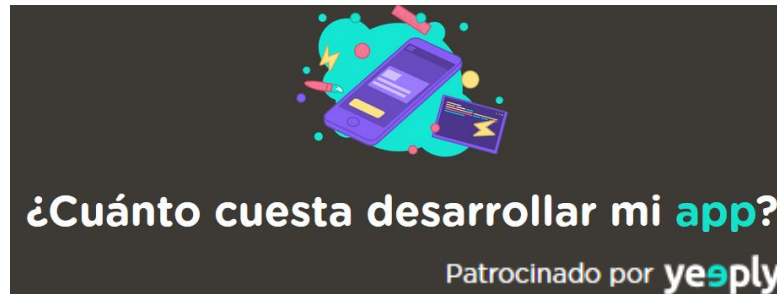 ¿Cuánto cuesta desarrollar mi app?
Patrocinado por yeeply